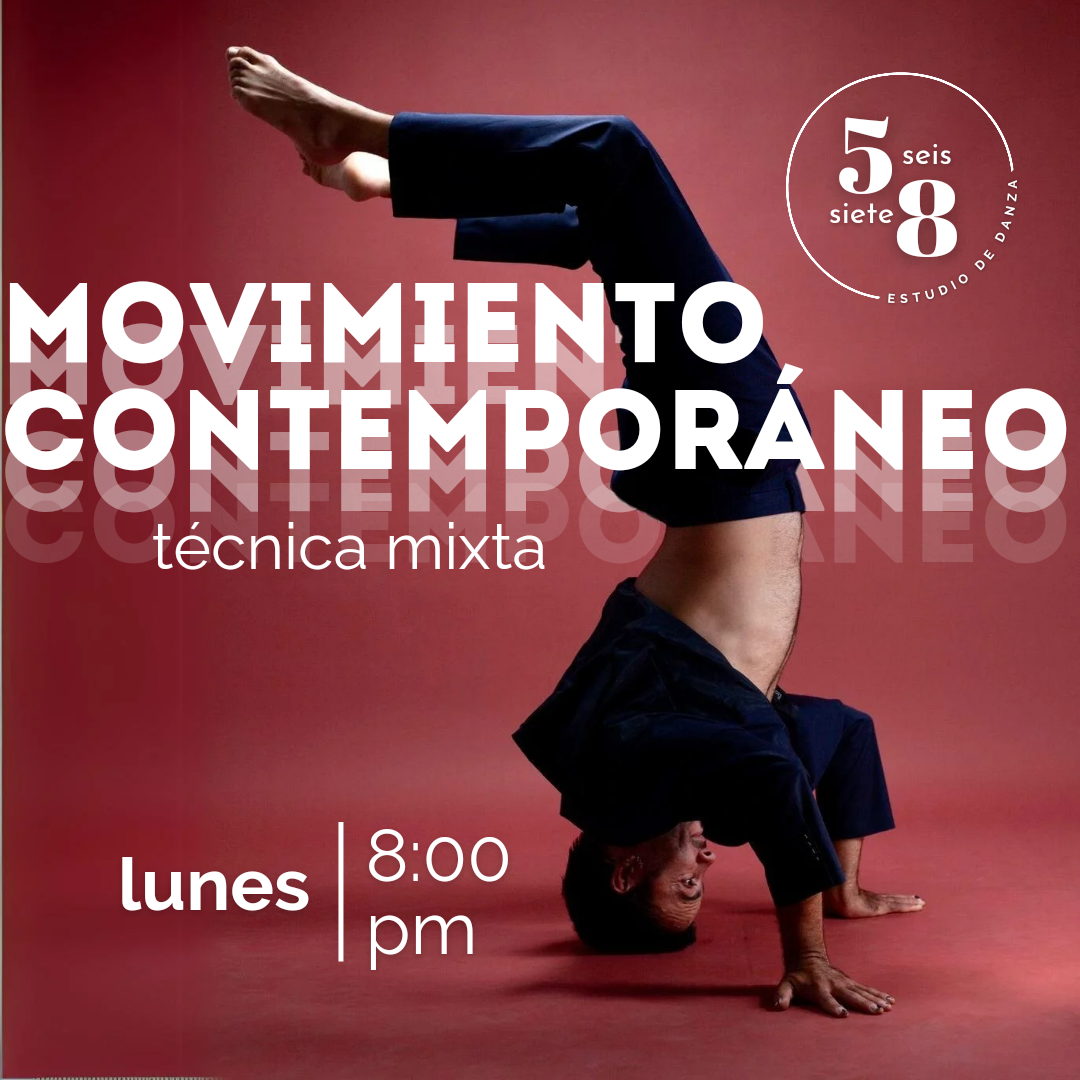 5 seis
siete 8
ESTUDIO DE DANZA
MOVIMIENTO
CONTEMPORÁNEO
técnica mixta
lunes
8:00
pm